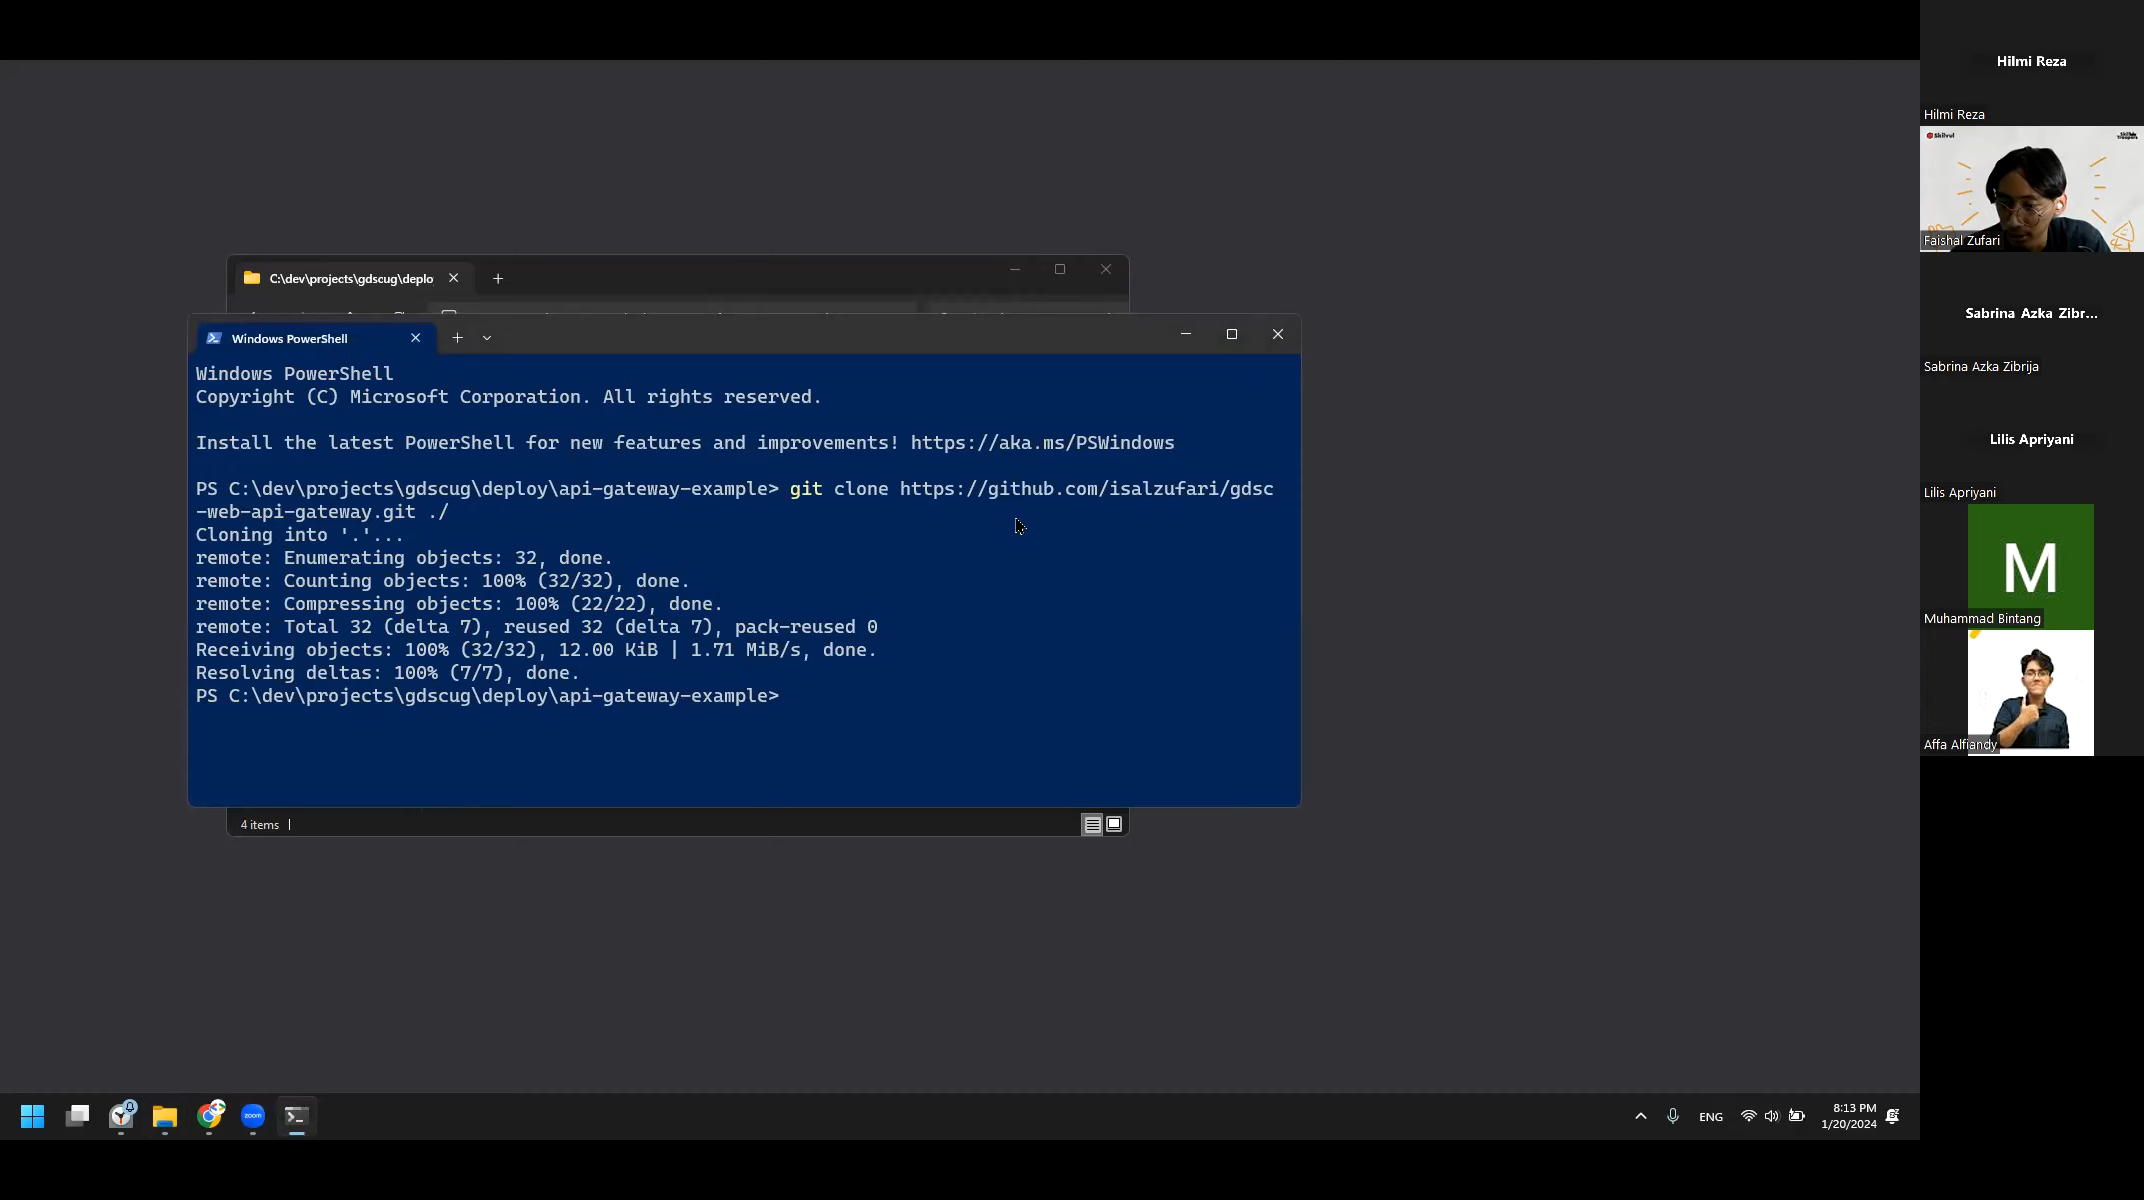 Hilmi Reza
Hilmi Reza
Skilvul
Faishal Zufari
Sabrina Azka Zibr...
Sabrina Azka Zibrija
Lilis Apriyani
Lilis Apriyani
M
Muhammad Bintang
Affa Alfiandy
C:\dev\projects\gdscug\deplo
Windows PowerShell
Windows PowerShell
Copyright (C) Microsoft Corporation. All rights reserved.
Install the latest PowerShell for new features and improvements! https://aka.ms/PSWindows
PS C:\dev\projects\gdscug\deploy\api-gateway-example> git clone https://github.com/isalzufari/gdsc
-web-api-gateway.git ./
Cloning into '.'...
remote: Enumerating objects: 32, done.
remote: Counting objects: 100% (32/32), done.
remote: Compressing objects: 100% (22/22), done.
remote: Total 32 (delta 7), reused 32 (delta 7), pack-reused 0
Receiving objects: 100% (32/32), 12.00 KiB | 1.71 MiB/s, done.
Resolving deltas: 100% (7/7), done.
PS C:\dev\projects\gdscug\deploy\api-gateway-example>
4 items
zoom
ENG
8:13 PM
1/20/2024